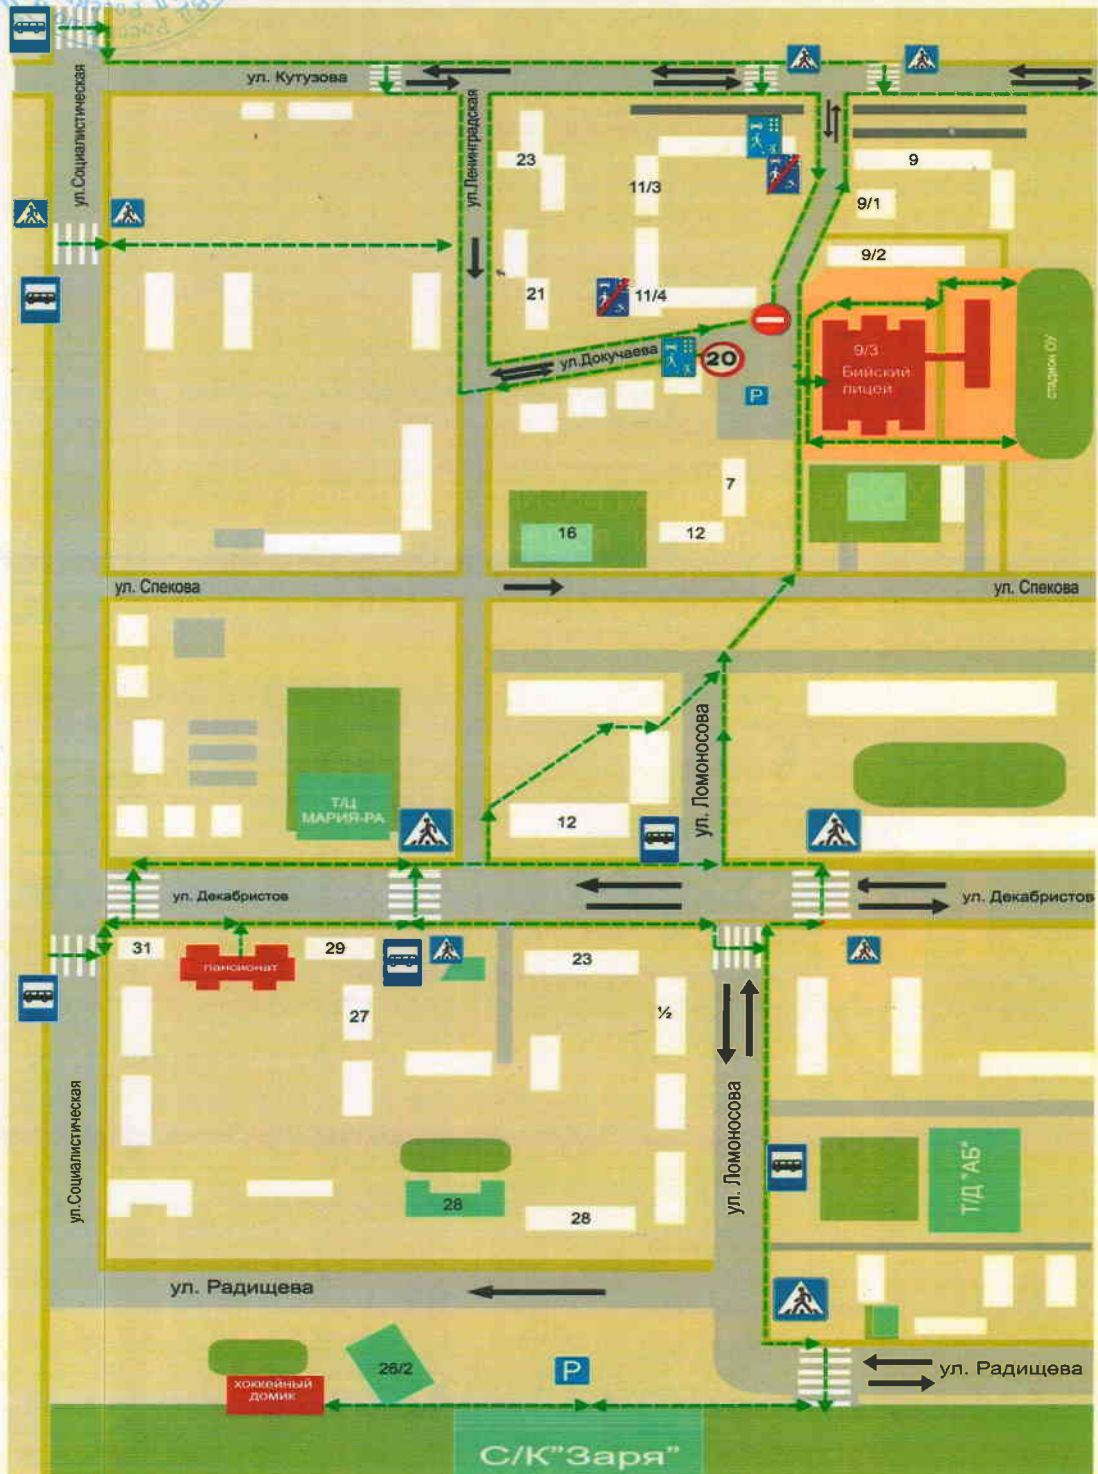 ул. Кутузова
ул.Социалистическая
ул.Ленинградская
23
11/3
9
9/1
9/2
21
11/4
ул.Докучаева
20
P
9/3
Бийский
лицей
стадион ОУ
7
16
12
ул. Спекова
ул. Спекова
Т/Ц
МАРИЯ-РА
12
ул. Ломоносова
ул. Декабристов
ул. Декабристов
31
пансионат
29
23
27
½
ул.Социалистическая
ул. Ломоносова
Т/Д "АБ"
28
28
ул. Радищева
26/2
P
ул. Радищева
хоккейный
домик
С/К"Заря"